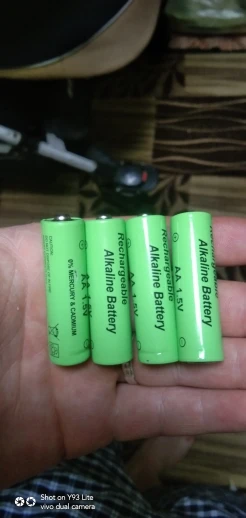 0% MERCURY & CADMIUM
AA 1.5V
Rechargeable
Alkaline Battery
AA 1.5V
Rechargeable
Alkaline Battery
AA 1.5V
Rechargeable
Alkaline Battery
Shot on Y93 Lite
vivo dual camera